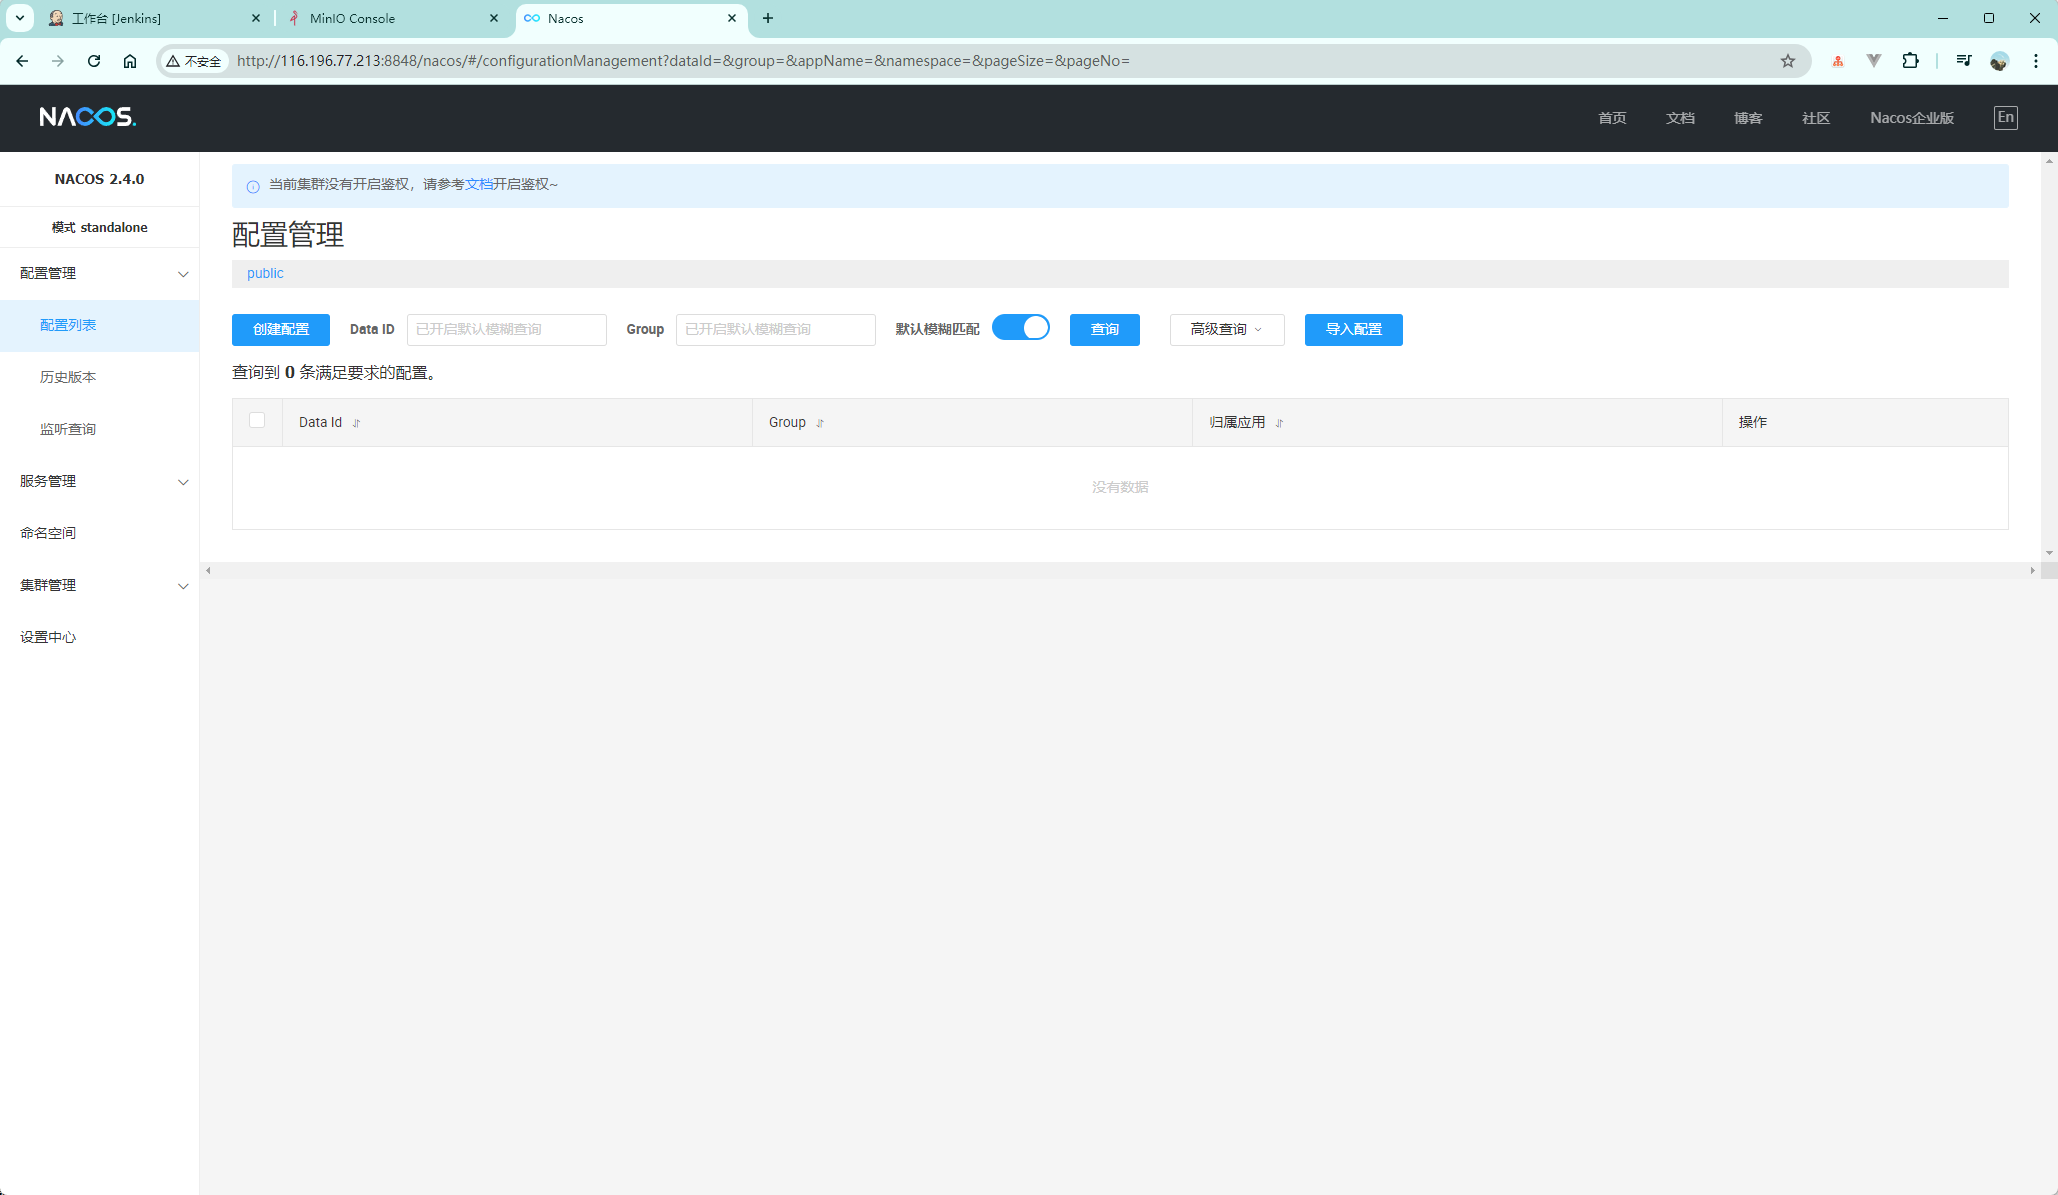 工作台 [Jenkins]
MinIO Console
Nacos
不安全
http://116.196.77.213:8848/nacos/#/configurationManagement?dataId=&group=&appName=&namespace=&pageSize=&pageNo=
NACOS.
首页
文档
博客
社区
Nacos企业版
En
NACOS 2.4.0
模式 standalone
配置管理
配置列表
历史版本
监听查询
服务管理
命名空间
集群管理
设置中心
当前集群没有开启鉴权，请参考文档开启鉴权~
配置管理
public
创建配置
Data ID
已开启默认模糊查询
Group
已开启默认模糊查询
默认模糊匹配
查询
高级查询
导入配置
查询到 0 条满足要求的配置。
Data Id
Group
归属应用
操作
没有数据